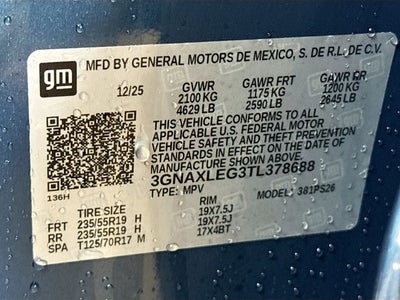 gm
MFD BY GENERAL MOTORS DE MEXICO, S. DE R.L. DE C.V.
12/25 GVWR GAWR FRT GAWR RR
2100 KG 1175 KG 1200 KG
4629 LB 2590 LB 2645 LB
THIS VEHICLE CONFORMS TO ALL
APPLICABLE U.S. FEDERAL MOTOR
VEHICLE SAFETY AND THEFT PREVENTION
STANDARDS IN EFFECT ON THE DATE OF
MANUFACTURE SHOWN ABOVE.
3GNAXLEG3TL378688
136H TYPE: MPV MODEL: 381PS26
TIRE SIZE RIM
FRT 235/55R19 H 19X7.5J
RR 235/55R19 H 19X7.5J
SPA T125/70R17 M 17X4BT